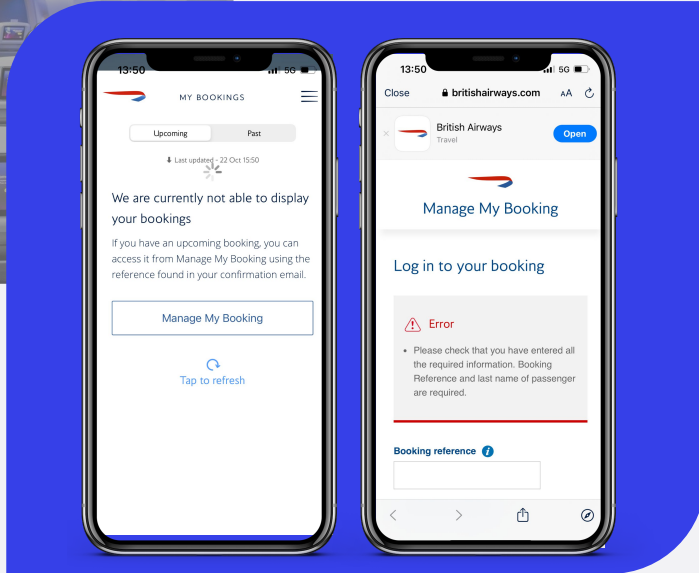 13:50
5G
MY BOOKINGS
Upcoming
Past
Last updated - 22 Oct 15:50
We are currently not able to display
your bookings
If you have an upcoming booking, you can
access it from Manage My Booking using the
reference found in your confirmation email.
Manage My Booking
Tap to refresh
13:50
5G
Close
britishairways.com
AA
British Airways
Travel
Open
Manage My Booking
Log in to your booking
Error
• Please check that you have entered all
the required information. Booking
Reference and last name of passenger
are required.
Booking reference i